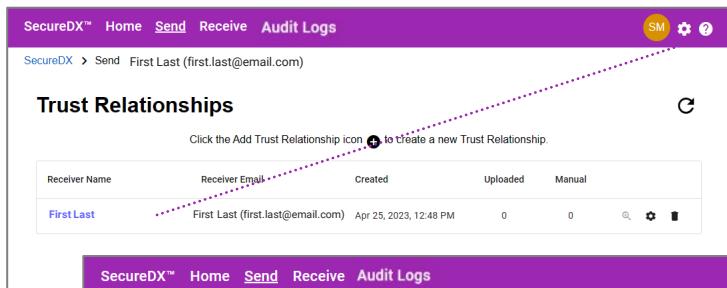 SecureDX™ Home Send Receive Audit Logs SM
SecureDX > Send First Last (first.last@email.com)
Trust Relationships
Click the Add Trust Relationship icon to create a new Trust Relationship.
Receiver Name Receiver Email Created Uploaded Manual
First Last First Last (first.last@email.com) Apr 25, 2023, 12:48 PM 0 0
SecureDX™ Home Send Receive Audit Logs